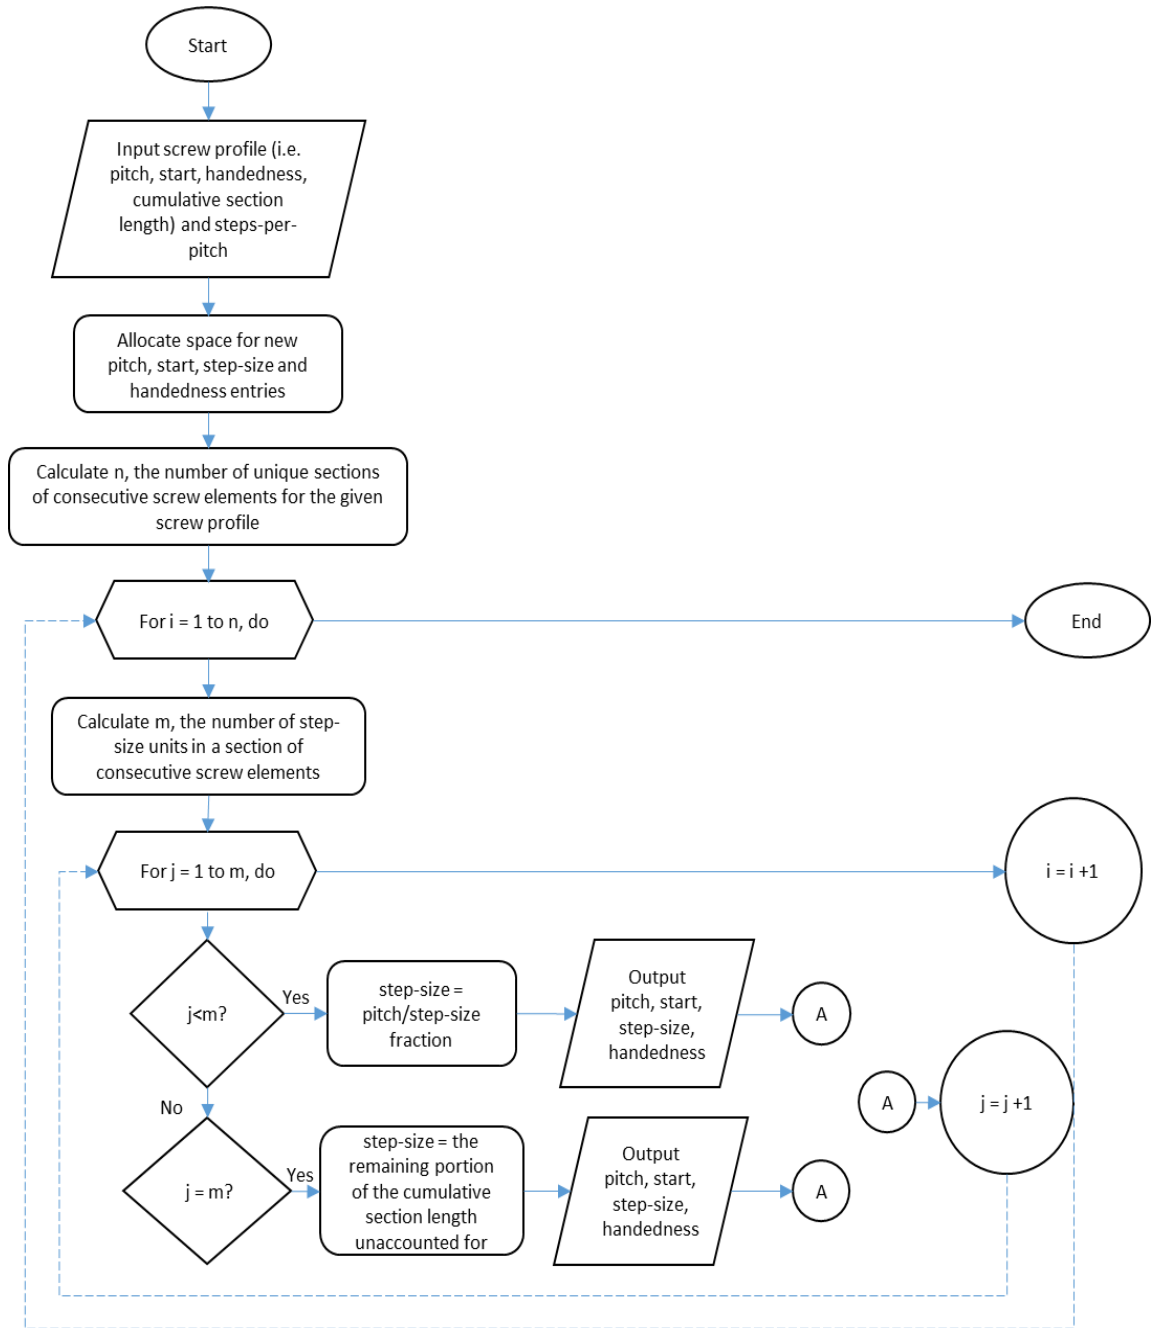 Start
Input screw profile (i.e.
pitch, start, handedness,
cumulative section
length) and steps-per-
pitch
Allocate space for new
pitch, start, step-size and
handedness entries
Calculate n, the number of unique sections
of consecutive screw elements for the given
screw profile
For i = 1 to n, do
End
Calculate m, the number of step-
size units in a section of
consecutive screw elements
For j = 1 to m, do
i = i +1
j<m?
Yes
step-size =
pitch/step-size
fraction
Output
pitch, start,
step-size,
handedness
A
No
A
j = j +1
j = m?
Yes
step-size = the
remaining portion
of the cumulative
section length
unaccounted for
Output
pitch, start,
step-size,
handedness
A